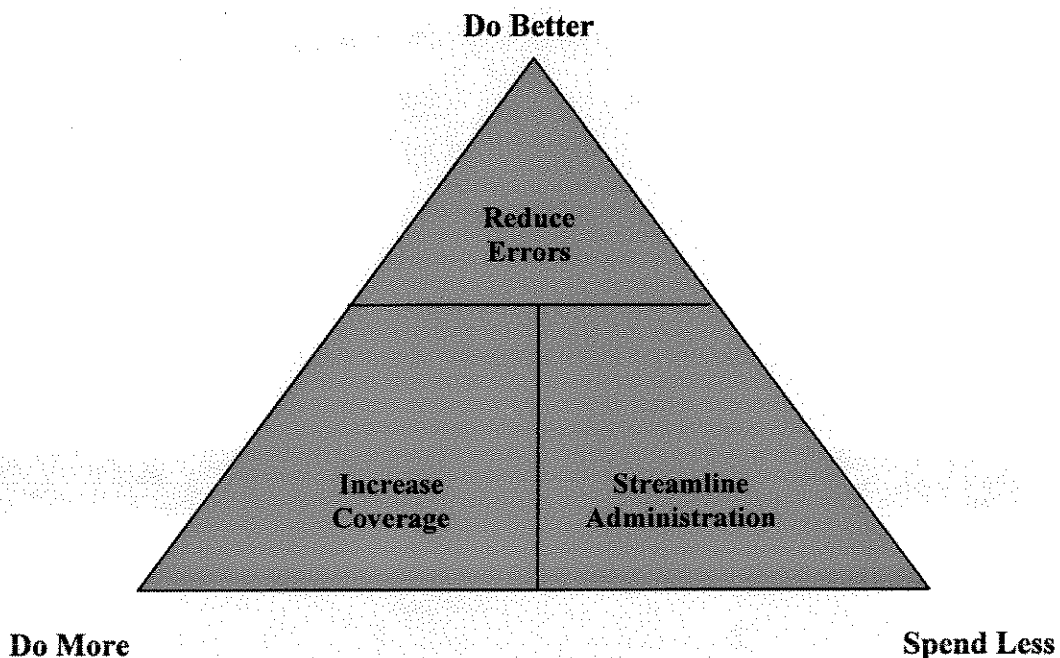 Do Better
Reduce
Errors
Increase
Coverage
Streamline
Administration
Do More
Spend Less